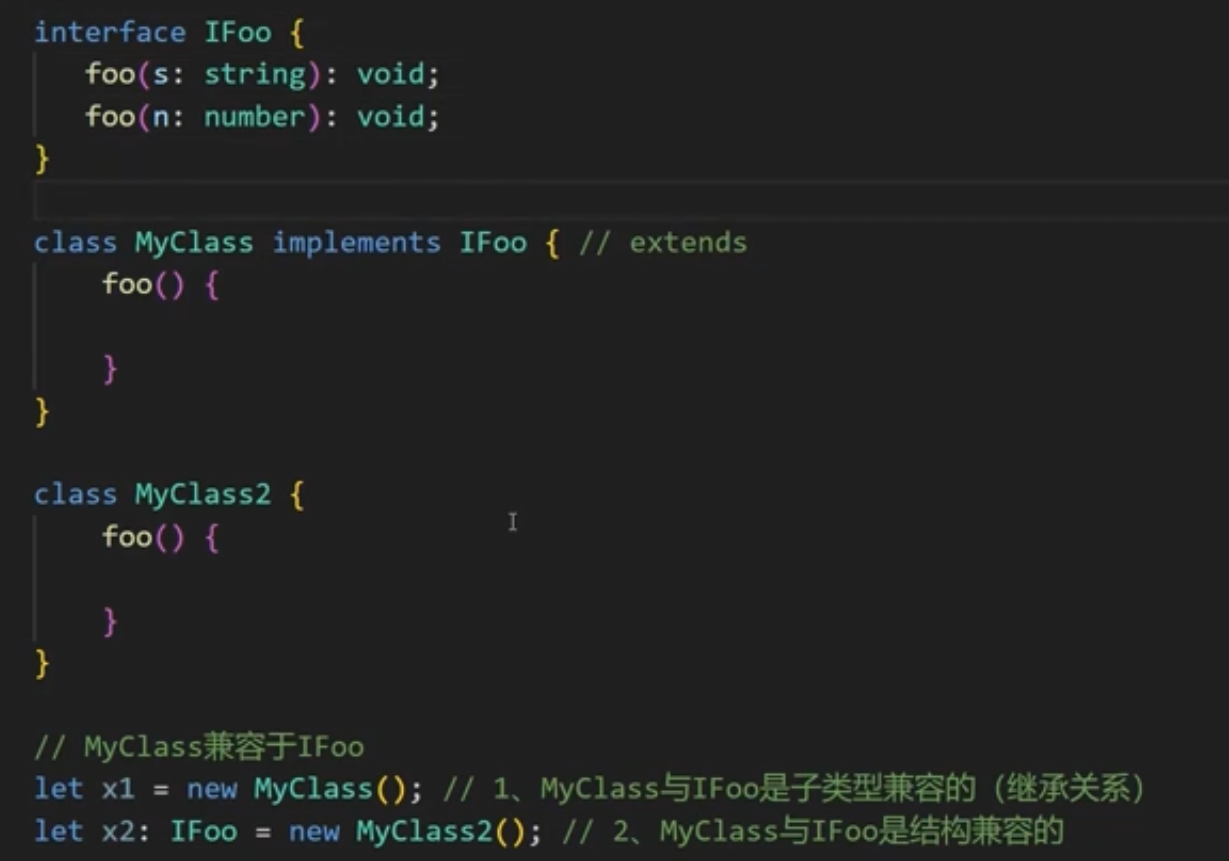 interface IFoo {
foo(s: string): void;
foo(n: number): void;
}
class MyClass implements IFoo { // extends
foo() {
}
}
class MyClass2 {
foo() {
}
}
// MyClass兼容于IFoo
let x1 = new MyClass(); // 1、MyClass与IFoo是子类型兼容的（继承关系）
let x2: IFoo = new MyClass2(); // 2、MyClass与IFoo是结构兼容的